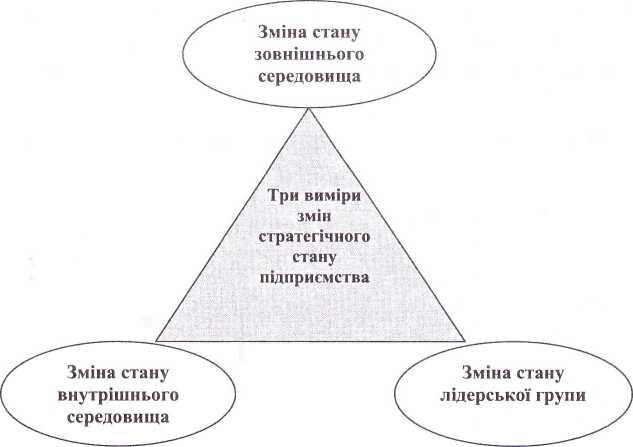 Зміна стану
зовнішнього
середовища
Три виміри
змін
стратегічного
стану
підприємства
Зміна стану
внутрішнього
середовища
Зміна стану
лідерської групи